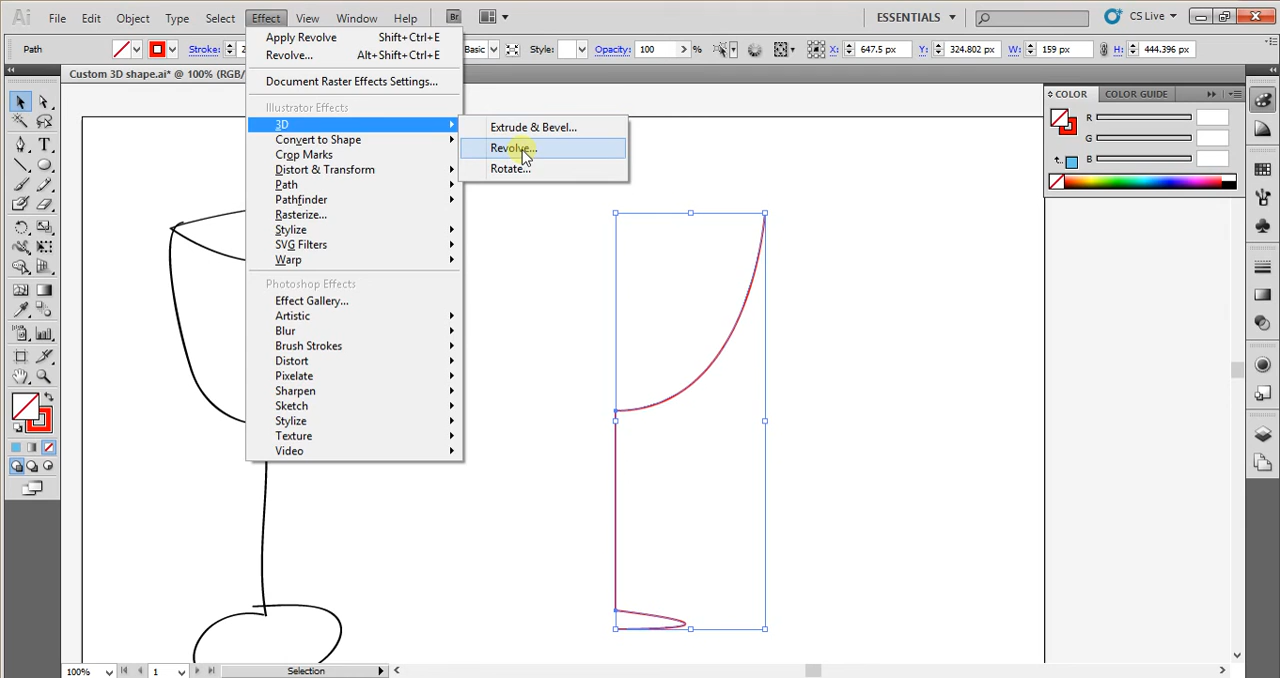 Ai File Edit Object Type Select Effect View Window Help Br ESSENTIALS CS Live
Path Stroke: 2 Basic Style: Opacity: 100 % X: 647.5 px Y: 324.802 px W: 159 px H: 444.396 px
Custom 3D shape.ai* @ 100% (RGB/
Apply Revolve Shift+Ctrl+E
Revolve... Alt+Shift+Ctrl+E
Document Raster Effects Settings...
Illustrator Effects
3D
Convert to Shape
Crop Marks
Distort & Transform
Path
Pathfinder
Rasterize...
Stylize
SVG Filters
Warp
Photoshop Effects
Effect Gallery...
Artistic
Blur
Brush Strokes
Distort
Pixelate
Sharpen
Sketch
Stylize
Texture
Video
Extrude & Bevel...
Revolve...
Rotate...
COLOR COLOR GUIDE
R
G
B
T
100% 1 Selection